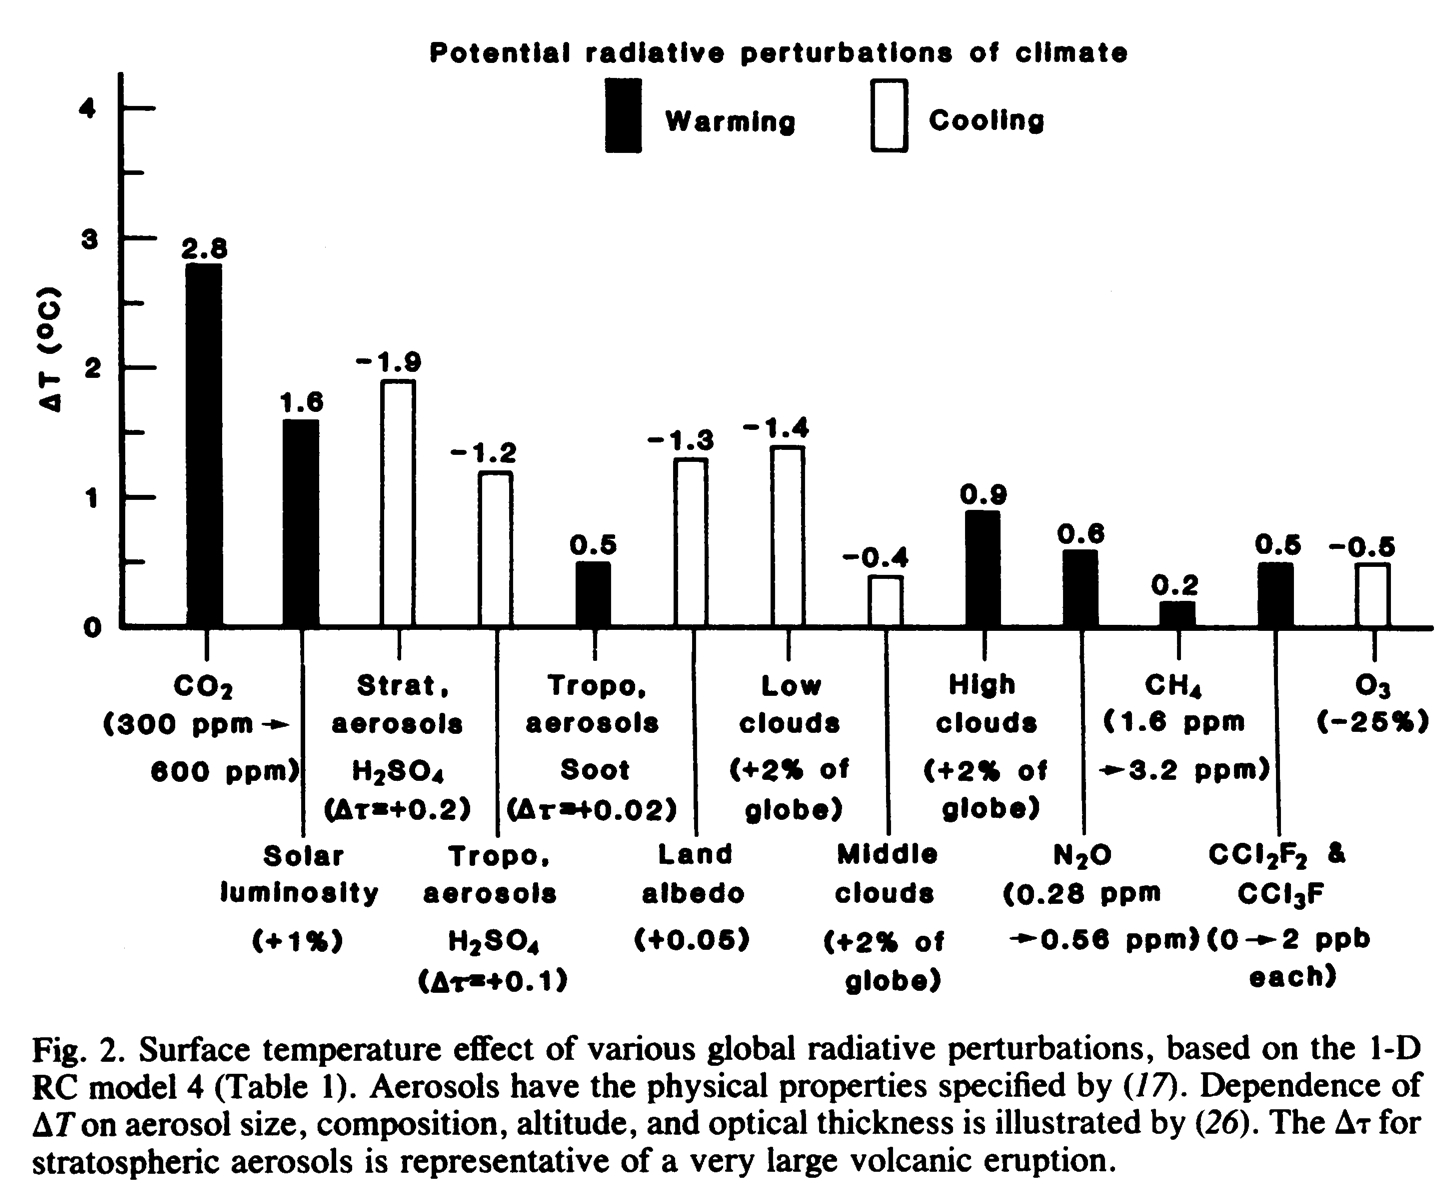 Potential radiative perturbations of climate
Warming
Cooling
ΔT (°C)
4
3
2
1
0
2.8
1.6
-1.9
-1.2
0.5
-1.3
-1.4
-0.4
0.9
0.6
0.2
0.5
-0.5
CO₂
(300 ppm →
600 ppm)
Solar
luminosity
(+1%)
Strat.
aerosols
H₂SO₄
(Δτ=+0.2)
Tropo.
aerosols
H₂SO₄
(Δτ=+0.1)
Tropo.
aerosols
Soot
(Δτ=+0.02)
Land
albedo
(+0.05)
Low
clouds
(+2% of
globe)
Middle
clouds
(+2% of
globe)
High
clouds
(+2% of
globe)
N₂O
(0.28 ppm
→0.56 ppm)
CH₄
(1.6 ppm
→3.2 ppm)
CCl₂F₂ &
CCl₃F
(0→2 ppb
each)
O₃
(-25%)
Fig. 2. Surface temperature effect of various global radiative perturbations, based on the 1-D
RC model 4 (Table 1). Aerosols have the physical properties specified by (17). Dependence of
ΔT on aerosol size, composition, altitude, and optical thickness is illustrated by (26). The Δτ for
stratospheric aerosols is representative of a very large volcanic eruption.